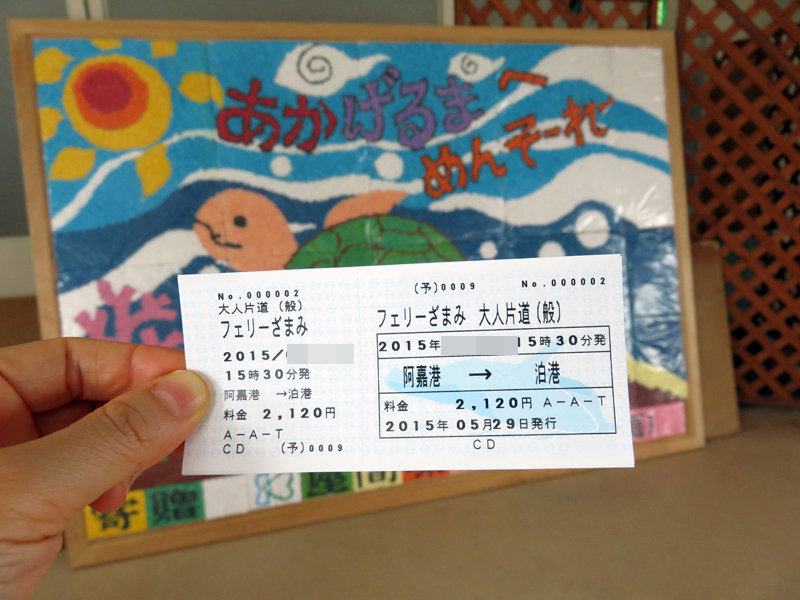 あかげるまへ
めんそーれ
No.000002
大人片道(般)
フェリーざまみ
2015/
15時30分発
阿嘉港 →泊港
料金 2,120円
A-A-T
CD (予)0009
(予)0009 No.000002
フェリーざまみ 大人片道(般)
2015年 15時30分発
阿嘉港 → 泊港
料金 2,120円 A-A-T
2015年05月29日発行
CD
寄贈